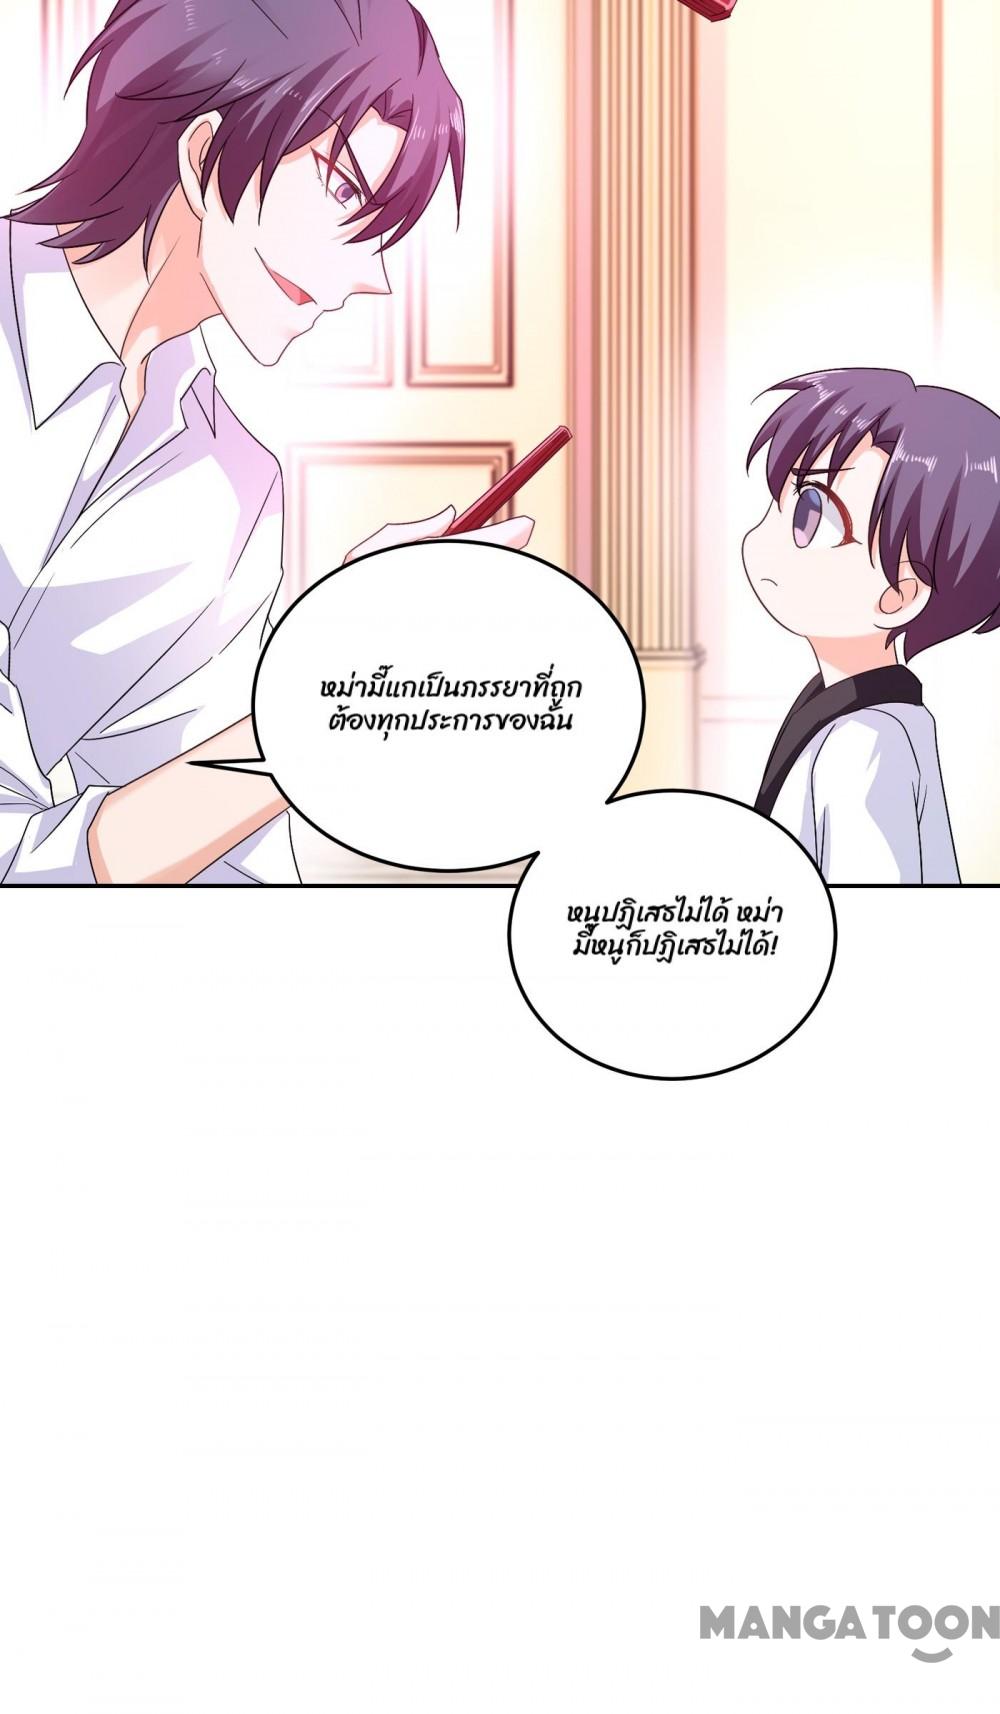 หม่ามี๊แกเป็นภรรยาที่ถูก
ต้องทุกประการของฉัน
หนูปฏิเสธไม่ได้ หม่า
มี๊หนูก็ปฏิเสธไม่ได้!
MANGATOON